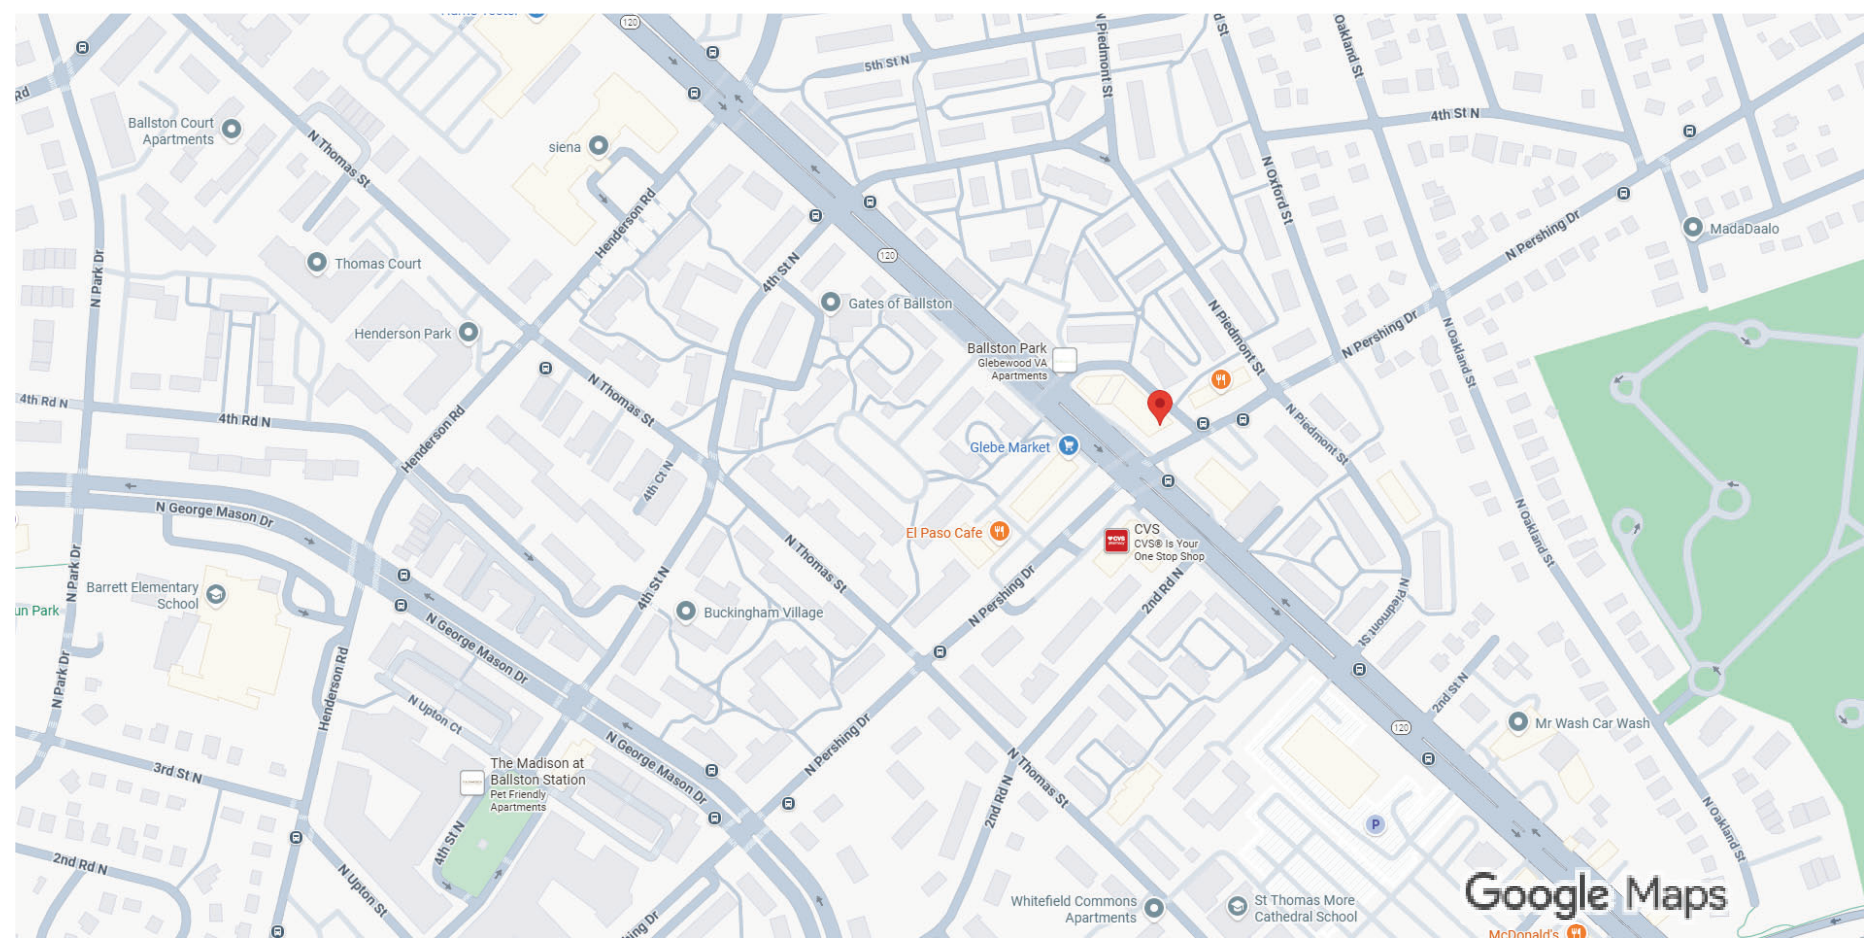 120
N Piedmont St
N Oakland St
5th St N
Ballston Court
Apartments
N Thomas St
siena
4th St N
N Oxford St
Henderson Rd
N Pershing Dr
MadaDaalo
N Park Dr
Thomas Court
120
4th St N
Gates of Ballston
Henderson Park
N Piedmont St
N Pershing Dr
N Oakland St
Ballston Park
Glebewood VA
Apartments
4th Rd N
4th Rd N
N Thomas St
N Piedmont St
Henderson Rd
Glebe Market
4th Ct N
N George Mason Dr
N Oakland St
El Paso Cafe
CVS
CVS® Is Your
One Stop Shop
N Thomas St
N Park Dr
Barrett Elementary
School
4th St N
N Pershing Dr
2nd Rd N
N Piedmont St
un Park
Buckingham Village
N George Mason Dr
N Park Dr
Henderson Rd
N Upton Ct
2nd St N
Mr Wash Car Wash
120
N Pershing Dr
N George Mason Dr
3rd St N
The Madison at
Ballston Station
Pet Friendly
Apartments
N Thomas St
2nd Rd N
P
N Oakland St
4th St N
2nd Rd N
N Upton St
Whitefield Commons
Apartments
St Thomas More
Cathedral School
Google Maps
McDonald's